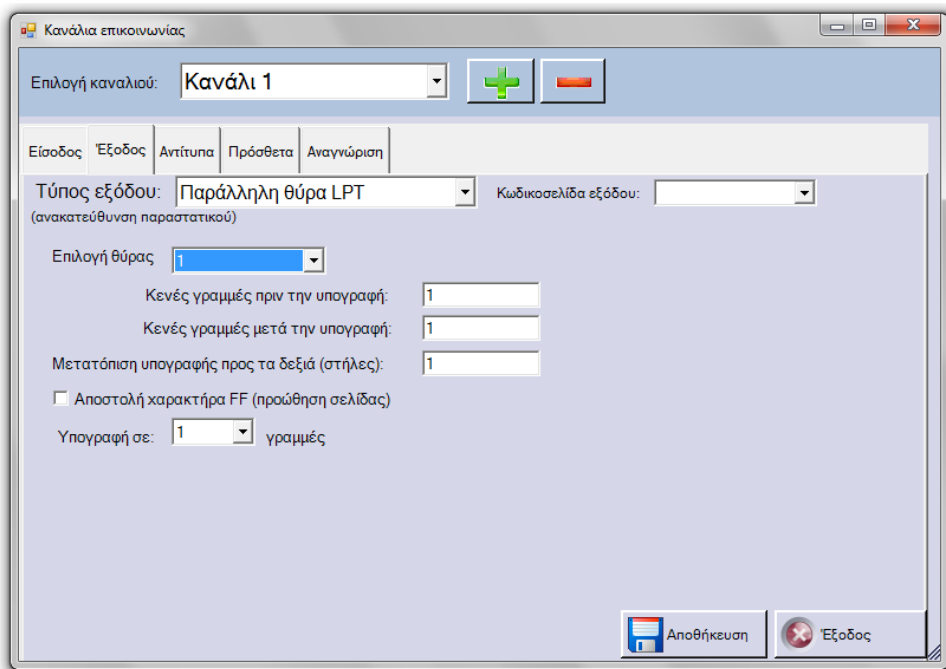 Κανάλια επικοινωνίας
Επιλογή καναλιού: Κανάλι 1
Είσοδος Έξοδος Αντίτυπα Πρόσθετα Αναγνώριση
Τύπος εξόδου: Παράλληλη θύρα LPT Κωδικοσελίδα εξόδου:
(ανακατεύθυνση παραστατικού)
Επιλογή θύρας 1
Κενές γραμμές πριν την υπογραφή: 1
Κενές γραμμές μετά την υπογραφή: 1
Μετατόπιση υπογραφής προς τα δεξιά (στήλες): 1
Αποστολή χαρακτήρα FF (προώθηση σελίδας)
Υπογραφή σε: 1 γραμμές
Αποθήκευση Έξοδος